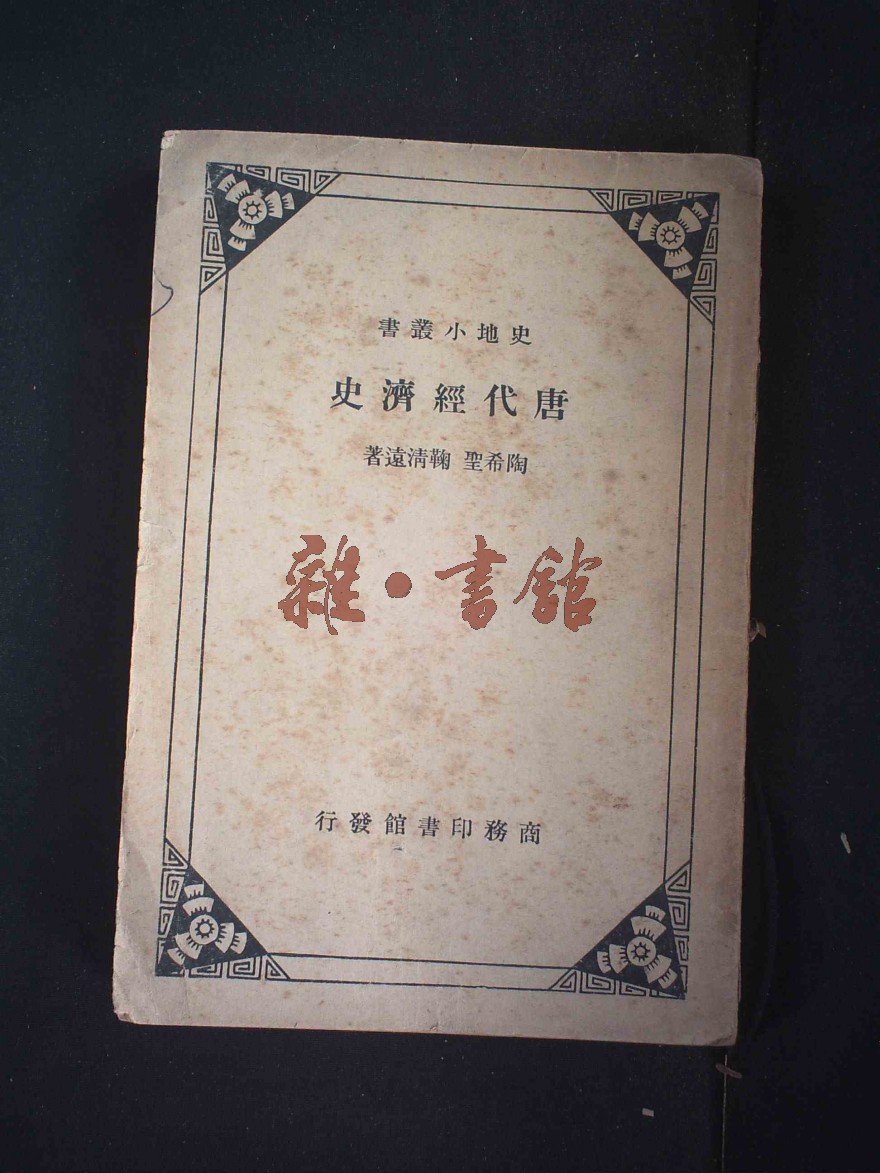 史地小叢書
唐代經濟史
陶希聖 鞠清遠著
雜·書館
商務印書館發行